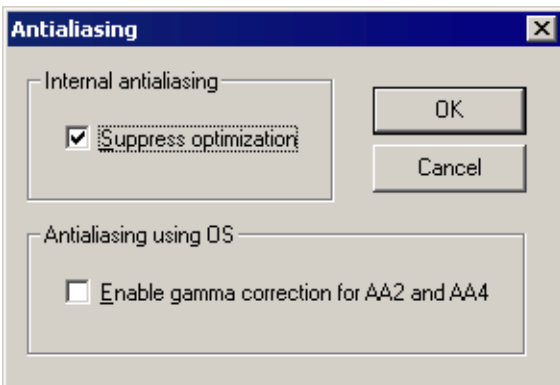 Antialiasing
Internal antialiasing
Suppress optimization
OK
Cancel
Antialiasing using OS
Enable gamma correction for AA2 and AA4